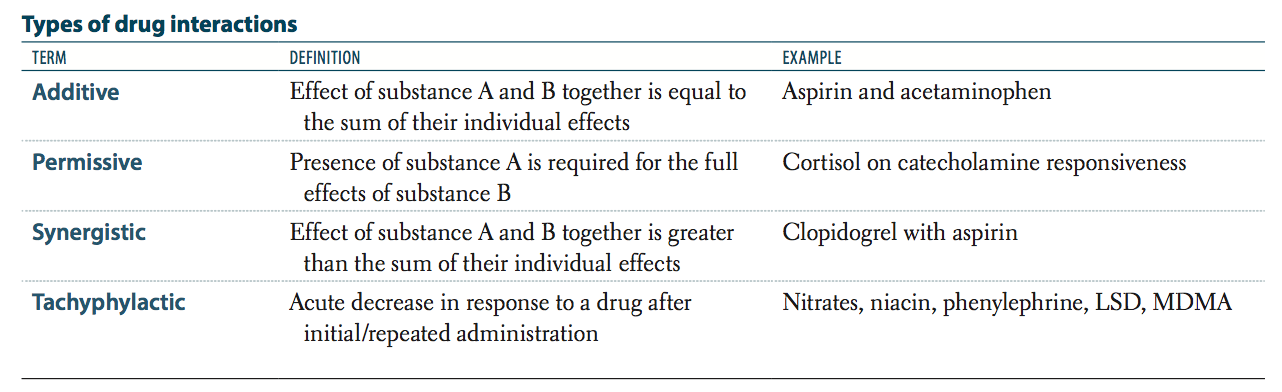 Types of drug interactions
TERM DEFINITION EXAMPLE
Additive Effect of substance A and B together is equal to Aspirin and acetaminophen
the sum of their individual effects
Permissive Presence of substance A is required for the full Cortisol on catecholamine responsiveness
effects of substance B
Synergistic Effect of substance A and B together is greater Clopidogrel with aspirin
than the sum of their individual effects
Tachyphylactic Acute decrease in response to a drug after Nitrates, niacin, phenylephrine, LSD, MDMA
initial/repeated administration